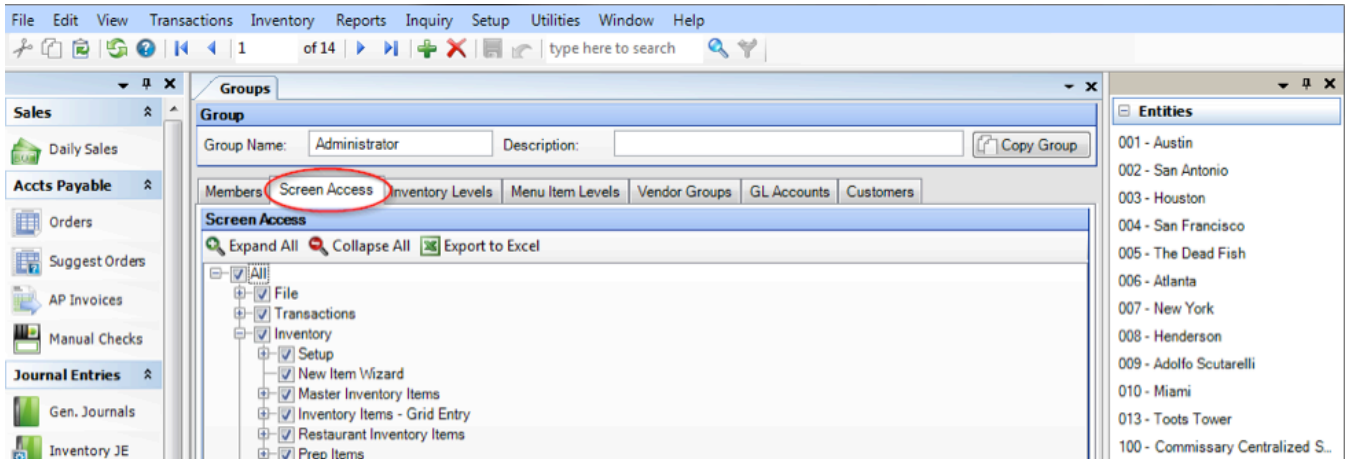 File Edit View Transactions Inventory Reports Inquiry Setup Utilities Window Help
1 of 14 type here to search
Groups
Sales
Daily Sales
Accts Payable
Orders
Suggest Orders
AP Invoices
Manual Checks
Journal Entries
Gen. Journals
Inventory JE
Group
Group Name: Administrator Description: Copy Group
Members Screen Access Inventory Levels Menu Item Levels Vendor Groups GL Accounts Customers
Screen Access
Expand All Collapse All Export to Excel
All
File
Transactions
Inventory
Setup
New Item Wizard
Master Inventory Items
Inventory Items - Grid Entry
Restaurant Inventory Items
Prep Items
Entities
001 - Austin
002 - San Antonio
003 - Houston
004 - San Francisco
005 - The Dead Fish
006 - Atlanta
007 - New York
008 - Henderson
009 - Adolfo Scutarelli
010 - Miami
013 - Toots Tower
100 - Commissary Centralized S...